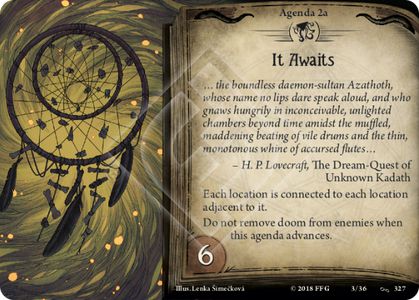 Agenda 2a
It Awaits
… the boundless daemon-sultan Azathoth,
whose name no lips dare speak aloud, and who
gnaws hungrily in inconceivable, unlighted
chambers beyond time amidst the muffled,
maddening beating of vile drums and the thin,
monotonous whine of accursed flutes…
– H. P. Lovecraft, The Dream-Quest of
Unknown Kadath
Each location is connected to each location
adjacent to it.
Do not remove doom from enemies when
this agenda advances.
6
Illus. Lenka Šimečková © 2018 FFG 3/36 327